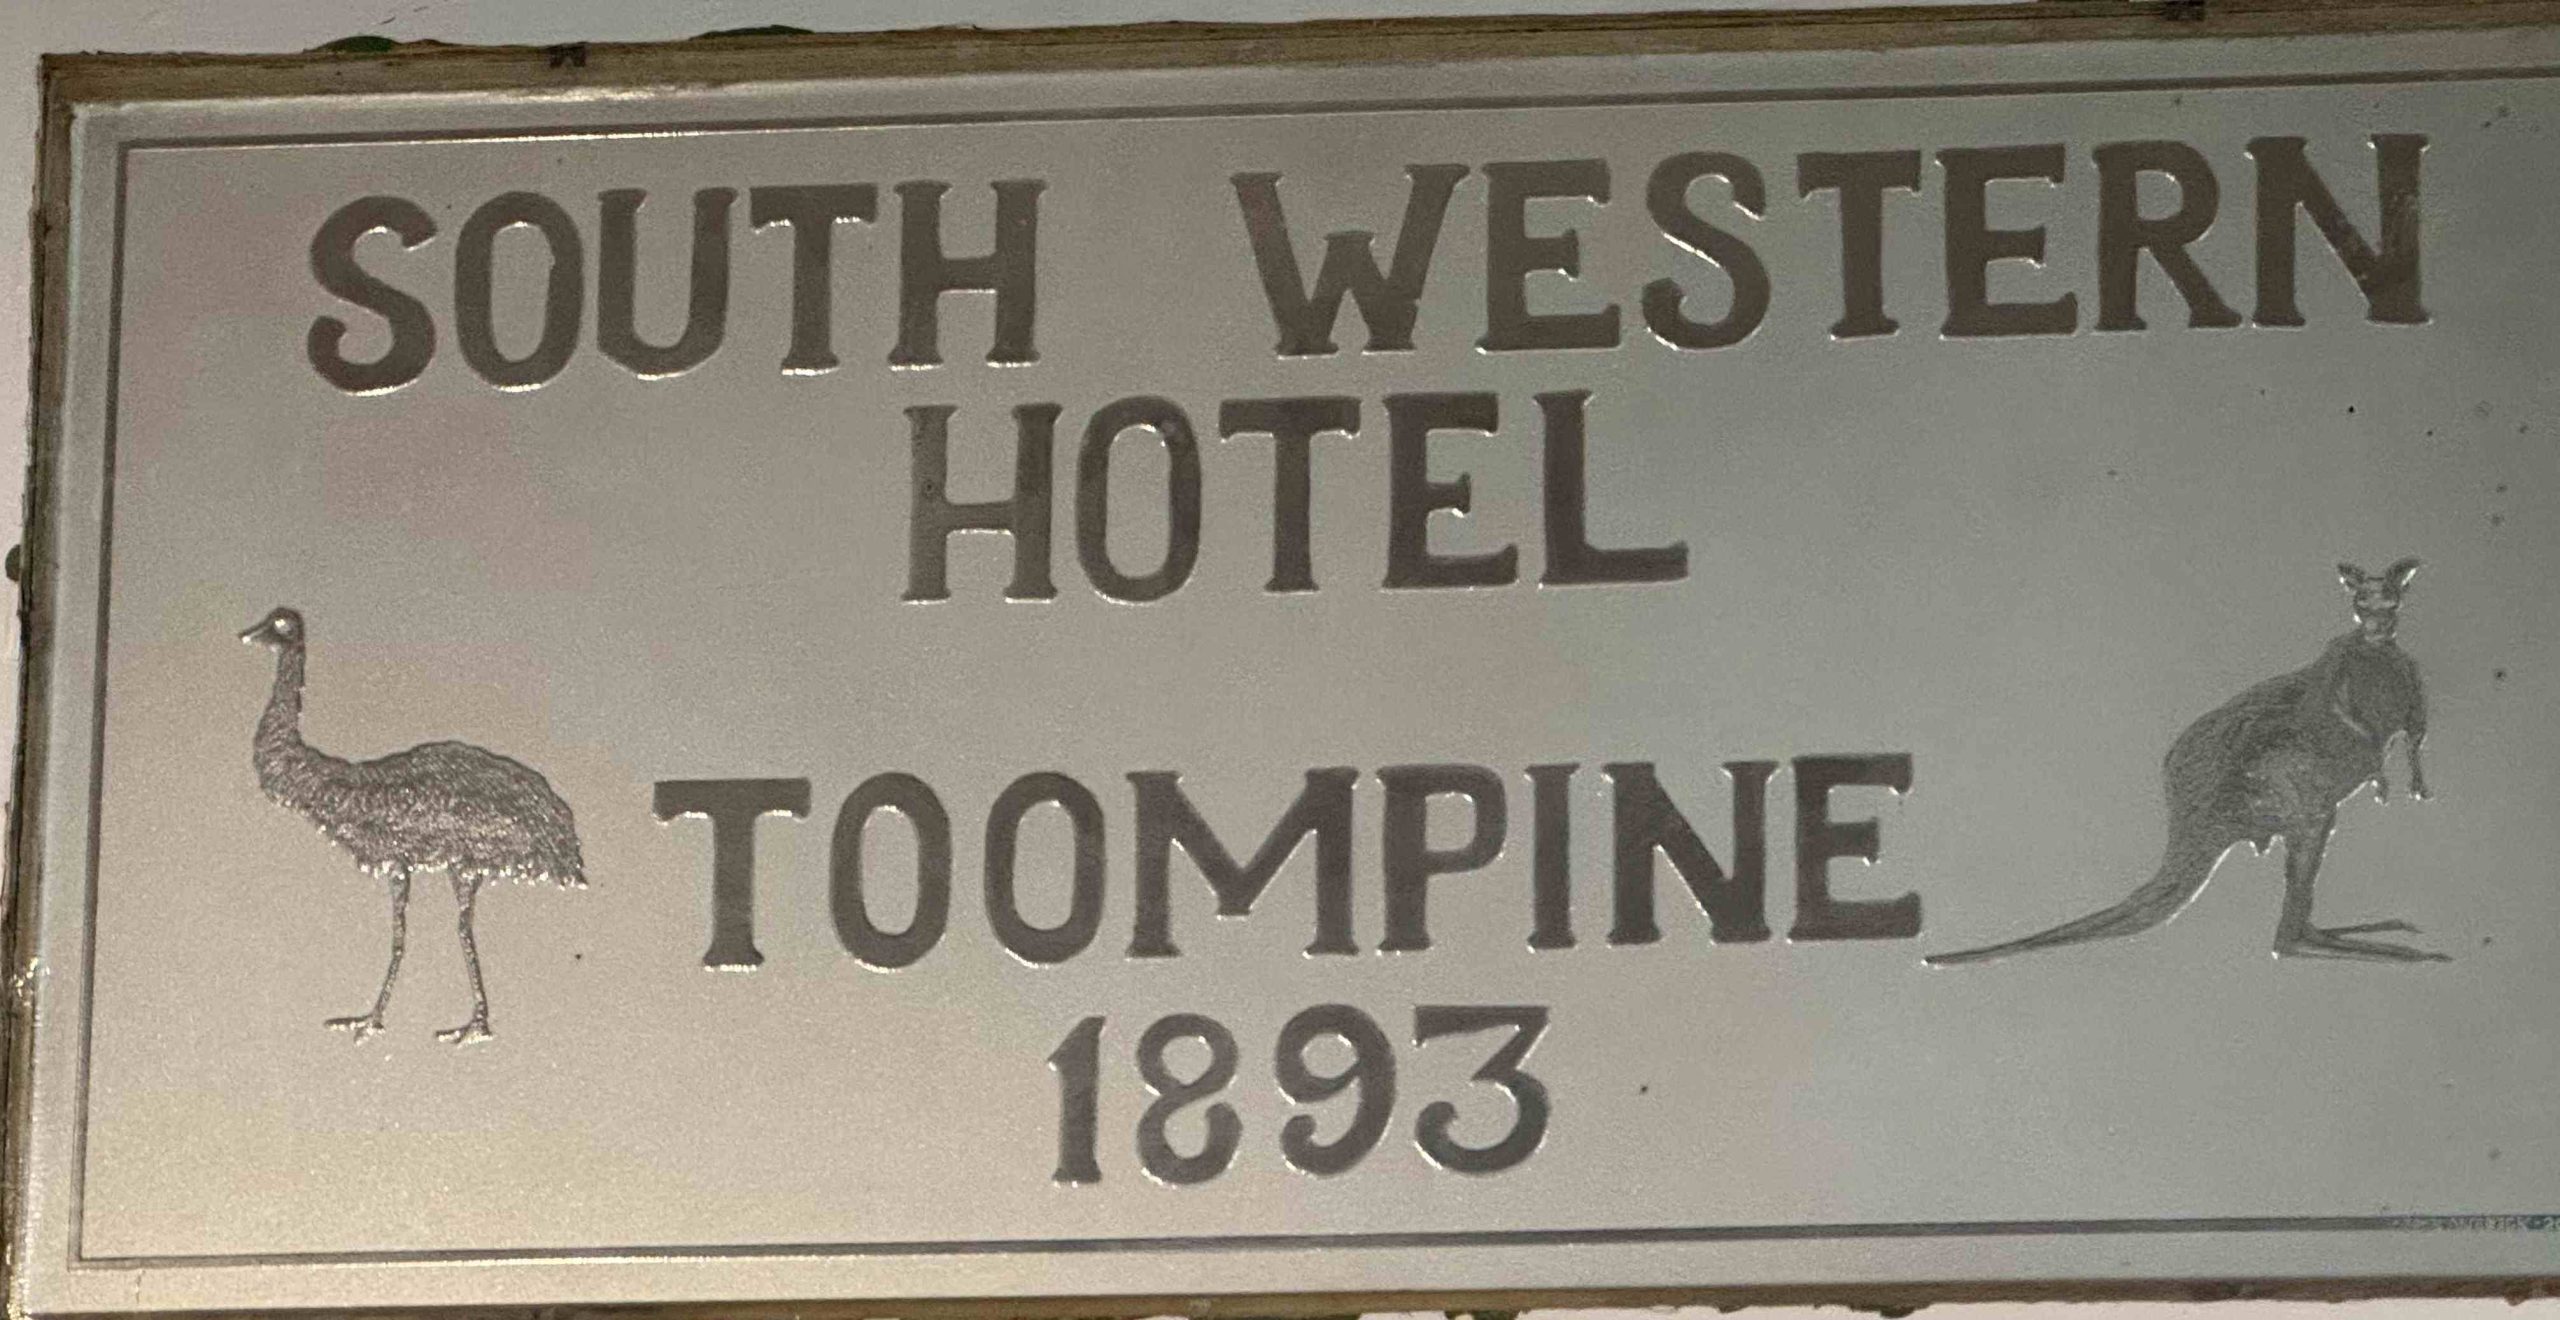 SOUTH WESTERN
HOTEL
TOOMPINE
1893